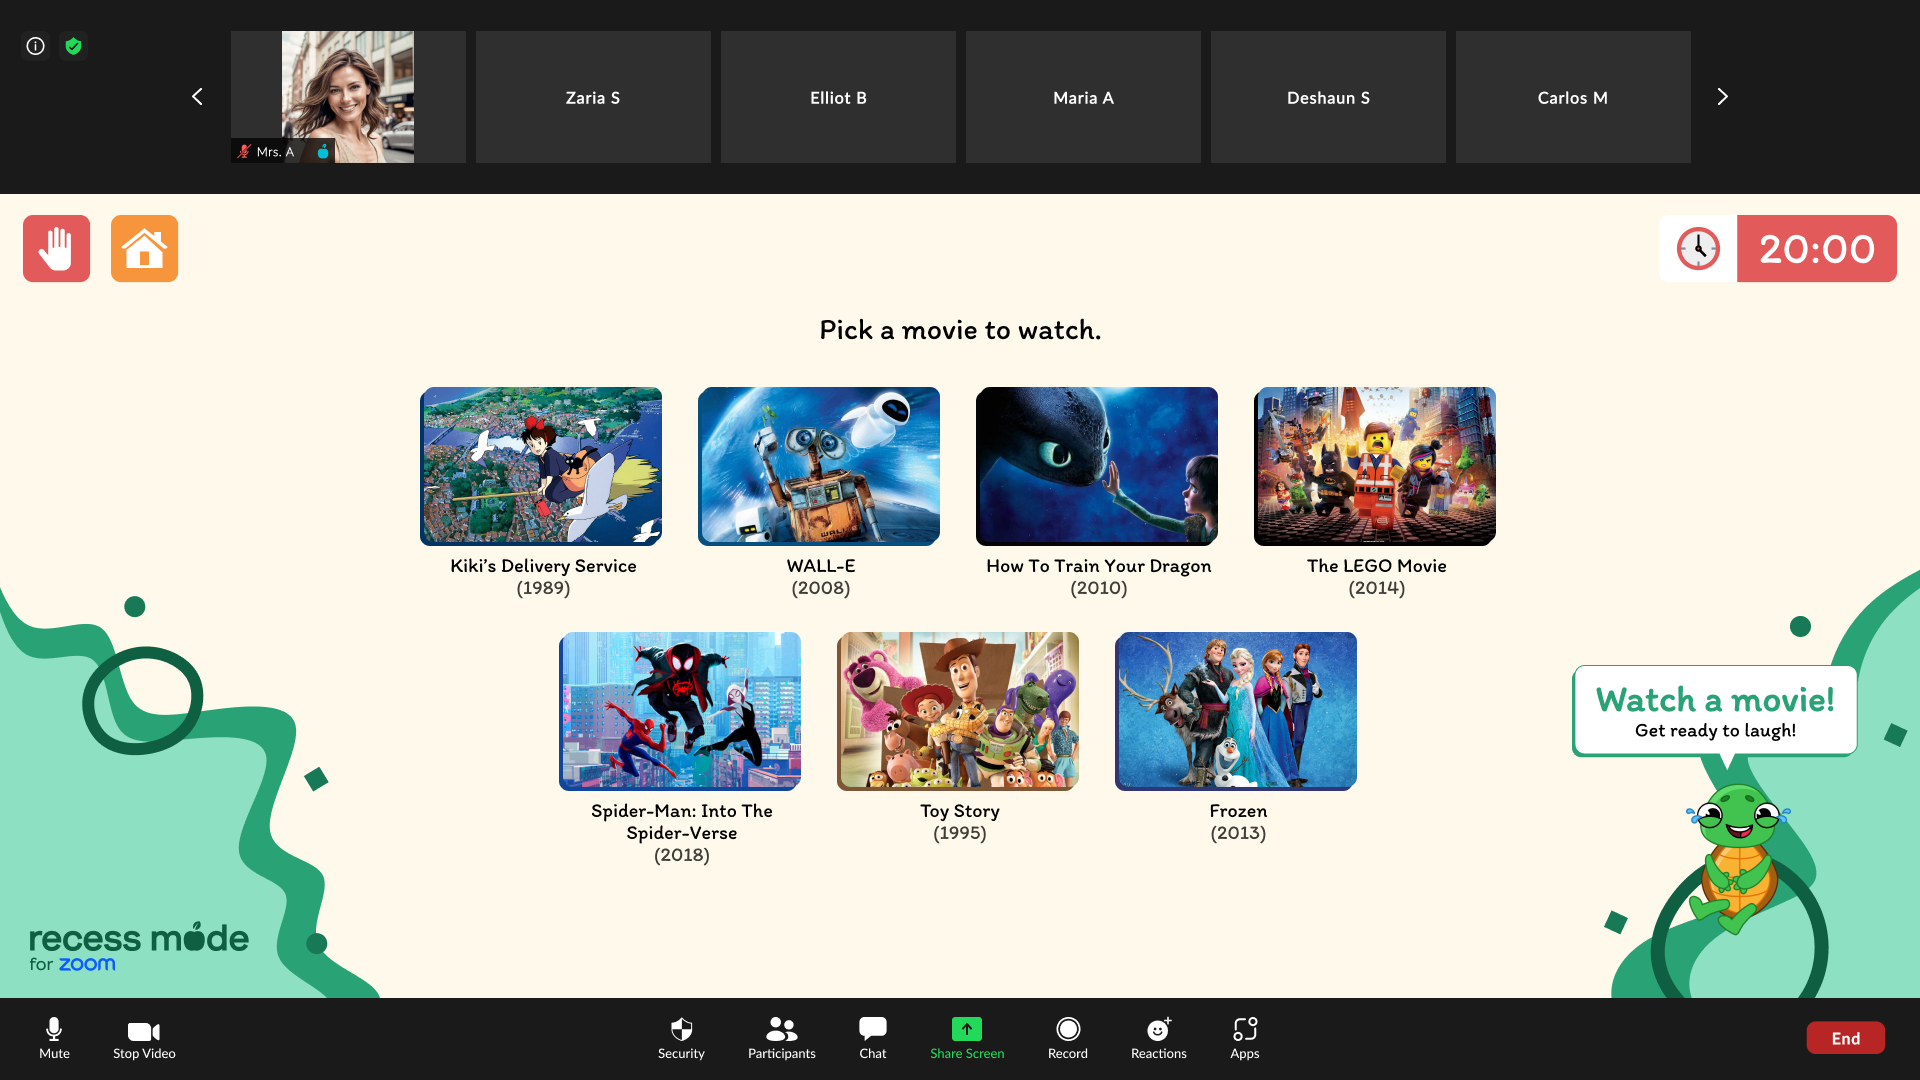 Mrs. A
Zaria S
Elliot B
Maria A
Deshaun S
Carlos M
20:00
Pick a movie to watch.
Kiki's Delivery Service
(1989)
WALL-E
(2008)
How To Train Your Dragon
(2010)
The LEGO Movie
(2014)
Spider-Man: Into The
Spider-Verse
(2018)
Toy Story
(1995)
Frozen
(2013)
Watch a movie!
Get ready to laugh!
recess mode
for zoom
Mute
Stop Video
Security
Participants
Chat
Share Screen
Record
Reactions
Apps
End